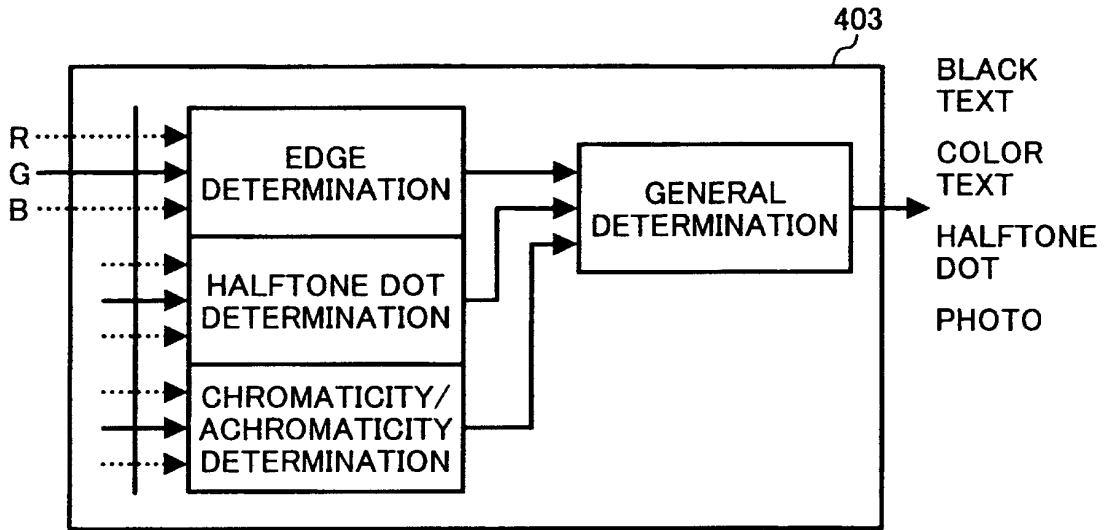 403
R
G
B
EDGE
DETERMINATION
HALFTONE DOT
DETERMINATION
CHROMATICITY/
ACHROMATICITY
DETERMINATION
GENERAL
DETERMINATION
BLACK
TEXT
COLOR
TEXT
HALFTONE
DOT
PHOTO